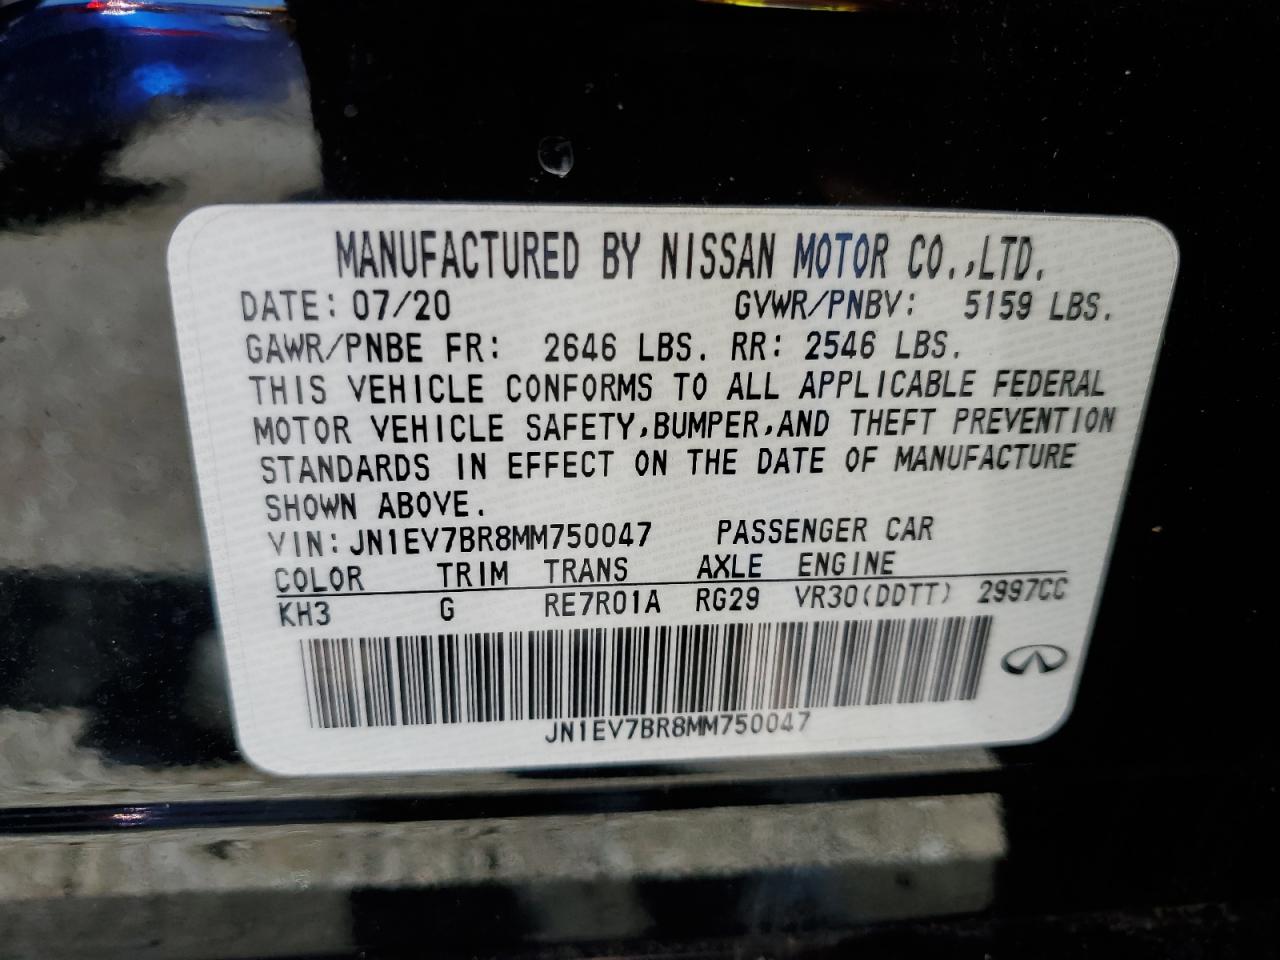 MANUFACTURED BY NISSAN MOTOR CO.,LTD.
DATE: 07/20 GVWR/PNBV: 5159 LBS.
GAWR/PNBE FR: 2646 LBS. RR: 2546 LBS.
THIS VEHICLE CONFORMS TO ALL APPLICABLE FEDERAL
MOTOR VEHICLE SAFETY,BUMPER,AND THEFT PREVENTION
STANDARDS IN EFFECT ON THE DATE OF MANUFACTURE
SHOWN ABOVE.
VIN: JN1EV7BR8MM750047 PASSENGER CAR
COLOR TRIM TRANS AXLE ENGINE
KH3 G RE7R01A RG29 VR30(DDTT) 2997CC
JN1EV7BR8MM750047